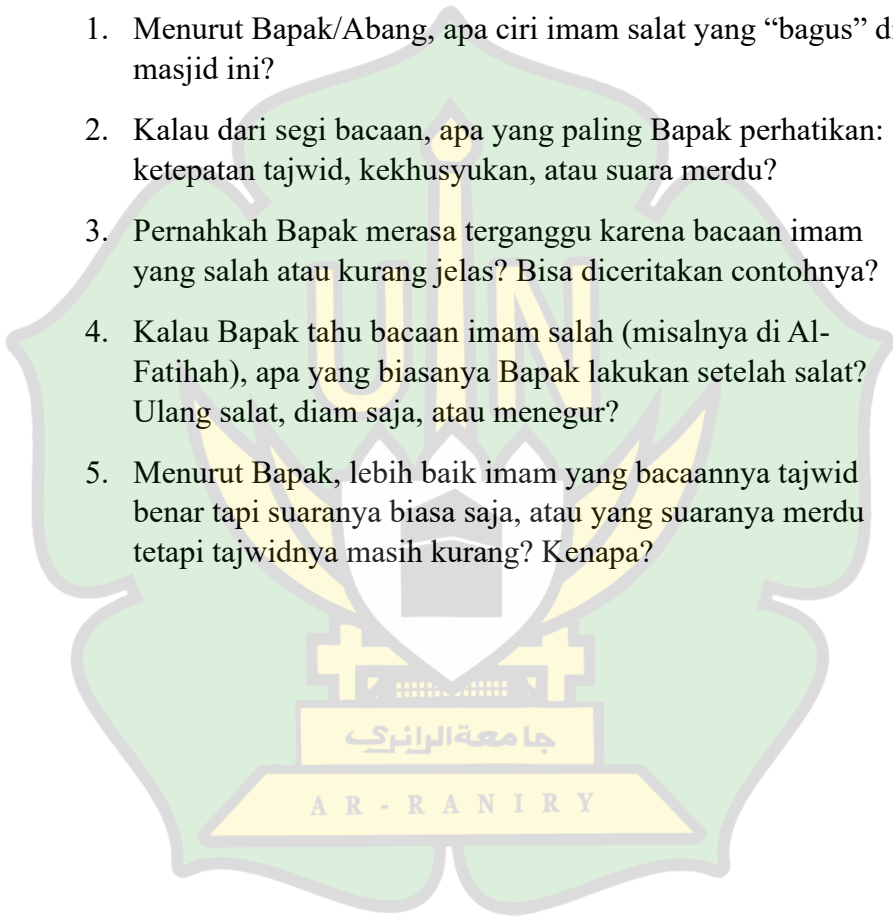 1. Menurut Bapak/Abang, apa ciri imam salat yang “bagus” di
masjid ini?
2. Kalau dari segi bacaan, apa yang paling Bapak perhatikan:
ketepatan tajwid, kekhusyukan, atau suara merdu?
3. Pernahkah Bapak merasa terganggu karena bacaan imam
yang salah atau kurang jelas? Bisa diceritakan contohnya?
4. Kalau Bapak tahu bacaan imam salah (misalnya di Al-
Fatihah), apa yang biasanya Bapak lakukan setelah salat?
Ulang salat, diam saja, atau menegur?
5. Menurut Bapak, lebih baik imam yang bacaannya tajwid
benar tapi suaranya biasa saja, atau yang suaranya merdu
tetapi tajwidnya masih kurang? Kenapa?
UIN
جامعةالرانري
AR-RANIRY